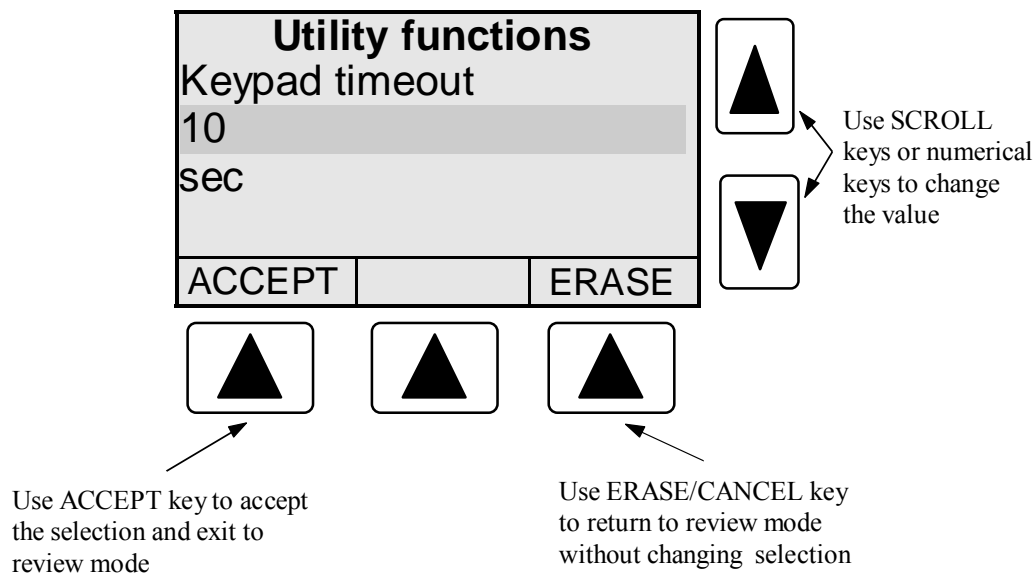 Utility functions
Keypad timeout
10
sec
ACCEPT
ERASE
Use SCROLL
keys or numerical
keys to change
the value
Use ACCEPT key to accept
the selection and exit to
review mode
Use ERASE/CANCEL key
to return to review mode
without changing selection